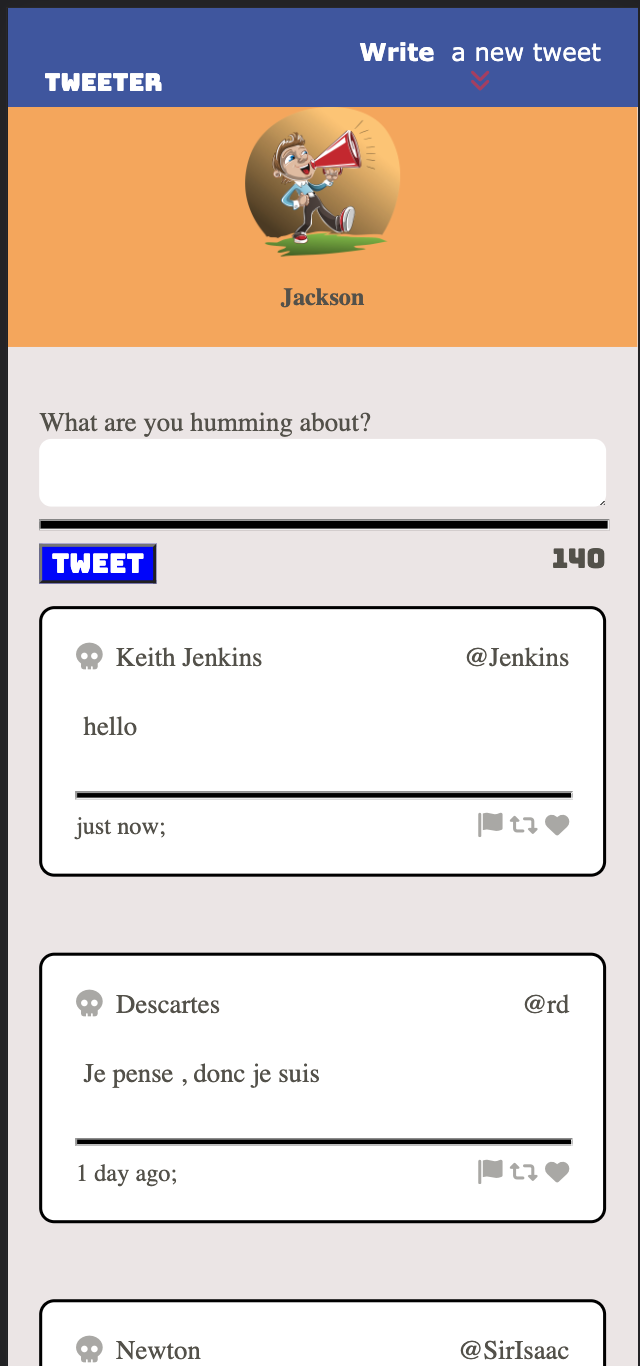 Write a new tweet
TWEETER
Jackson
What are you humming about?
TWEET 140
Keith Jenkins @Jenkins
hello
just now;
Descartes @rd
Je pense , donc je suis
1 day ago;
Newton @SirIsaac